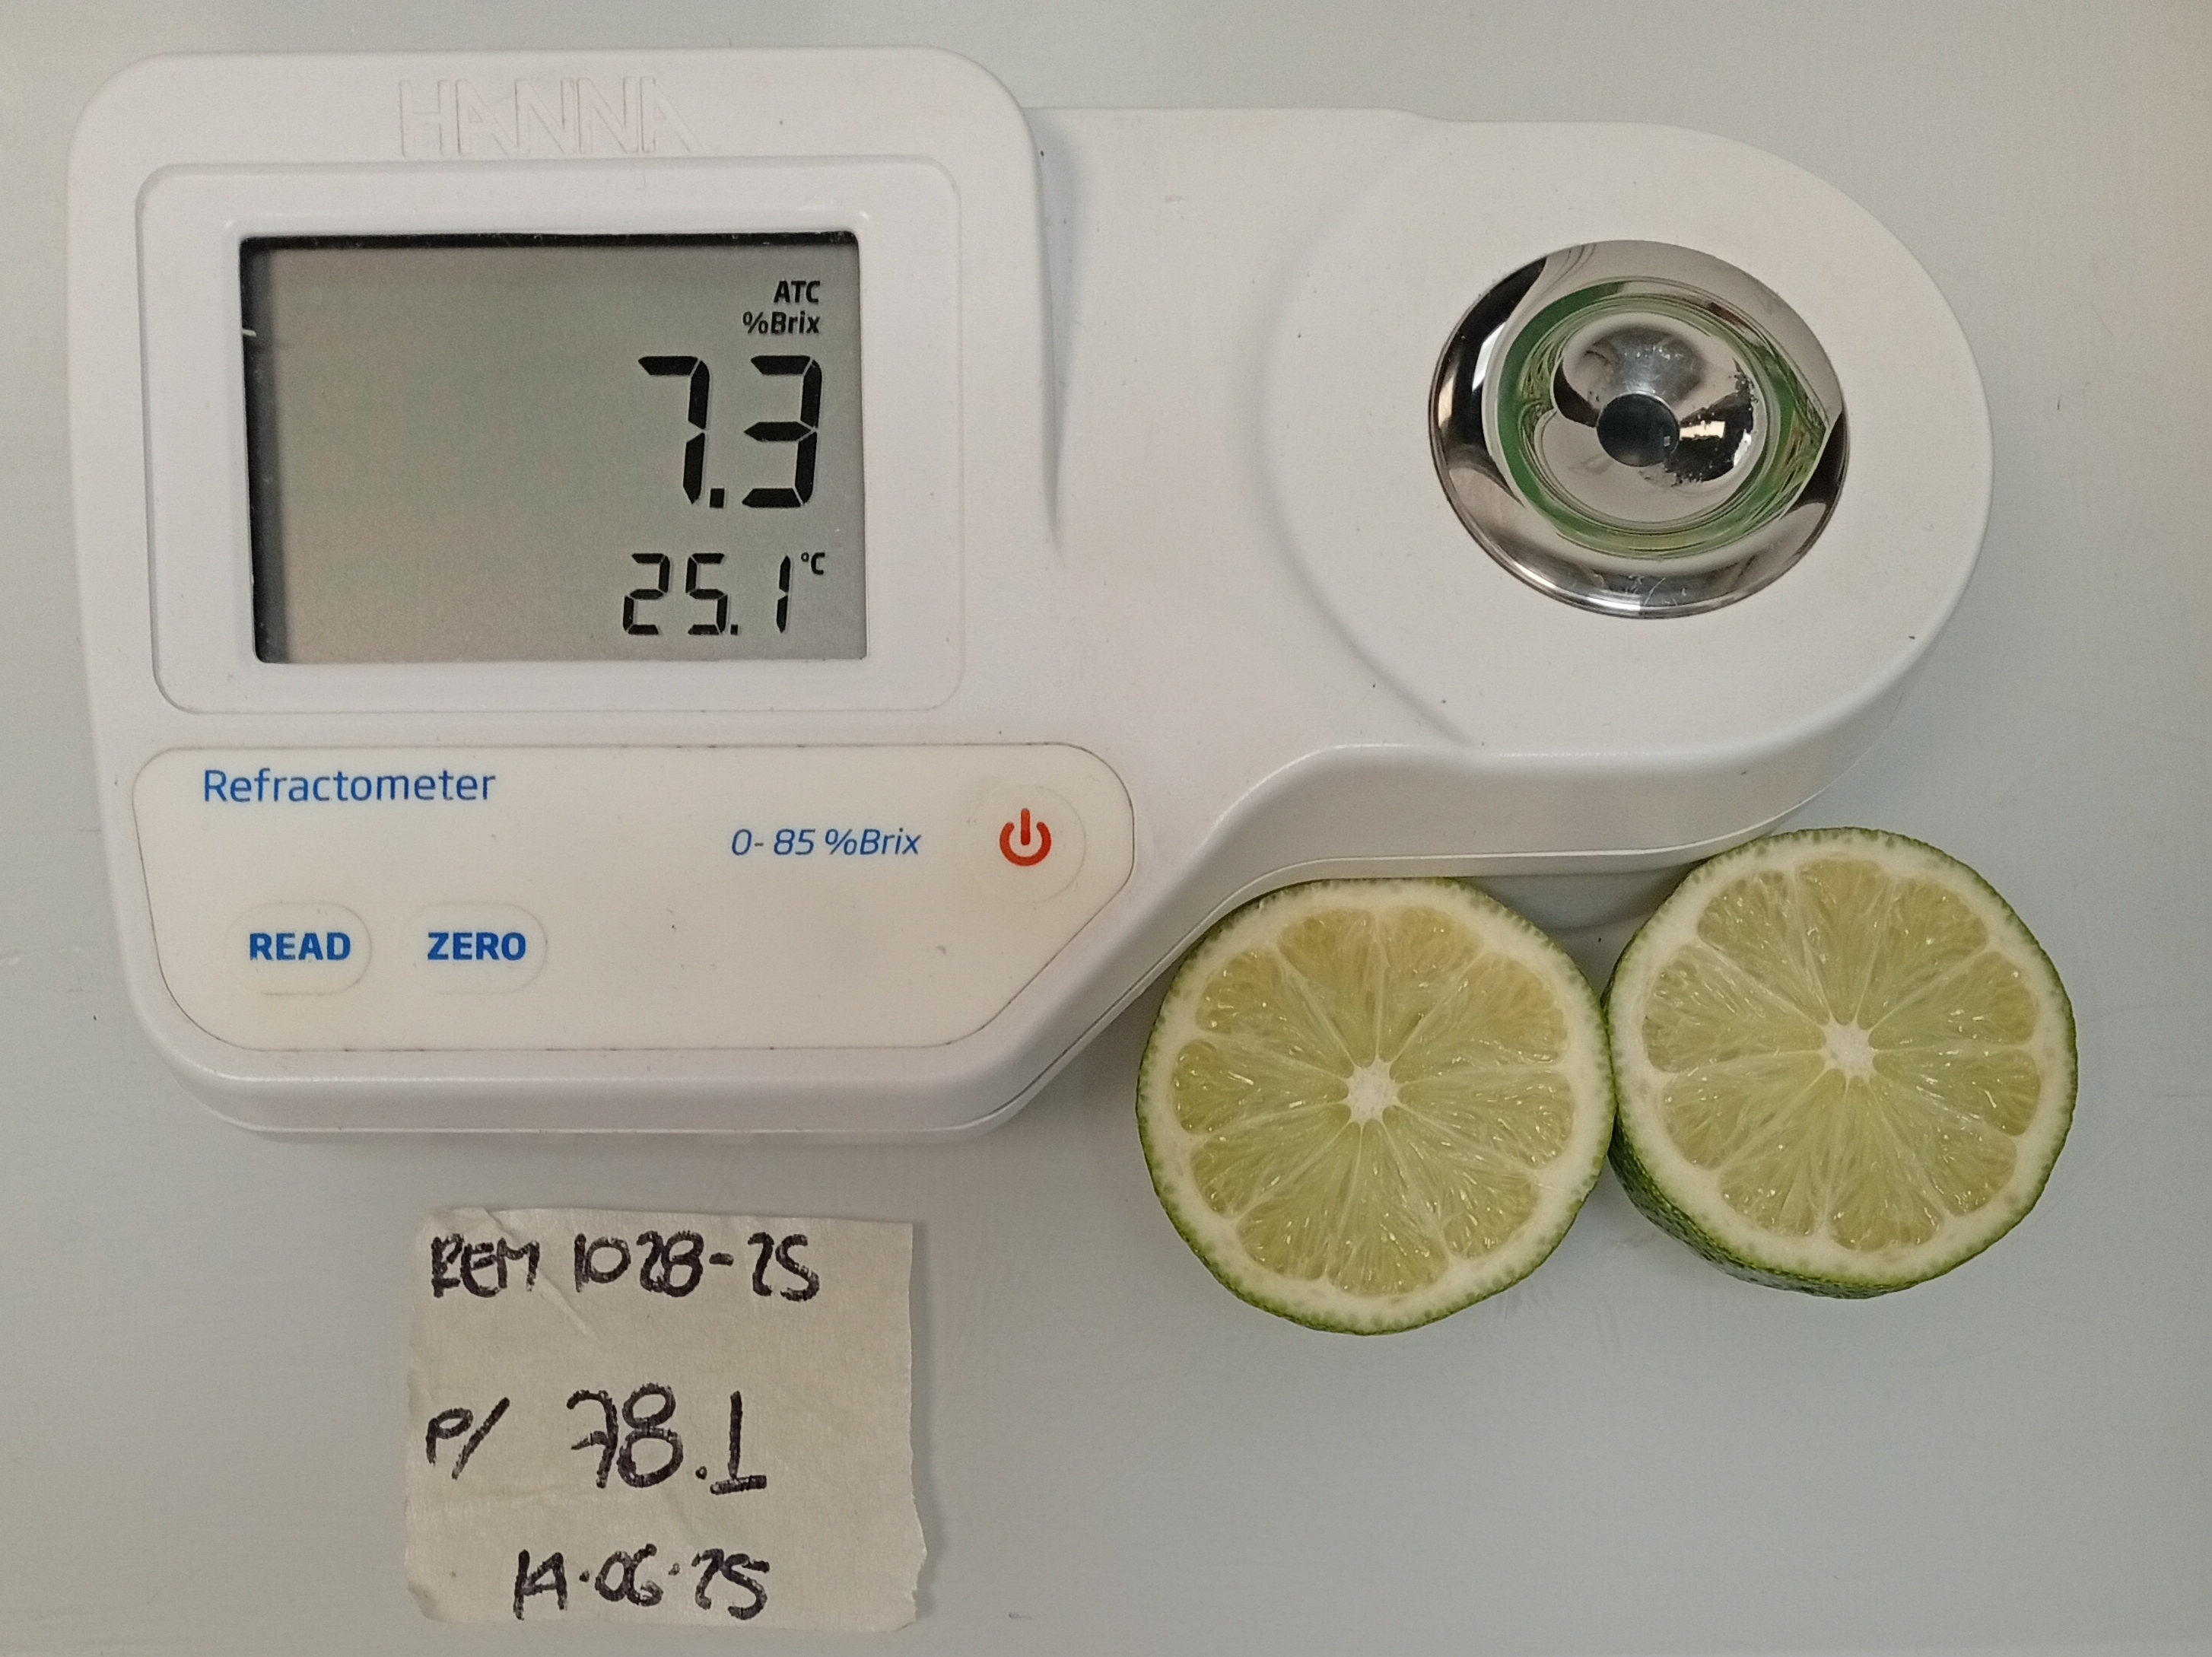 HANNA
ATC
%Brix
7.3
25.1 °C
Refractometer
0-85 %Brix
READ ZERO
REM 1028-25
P/ 78.1
14.06.25